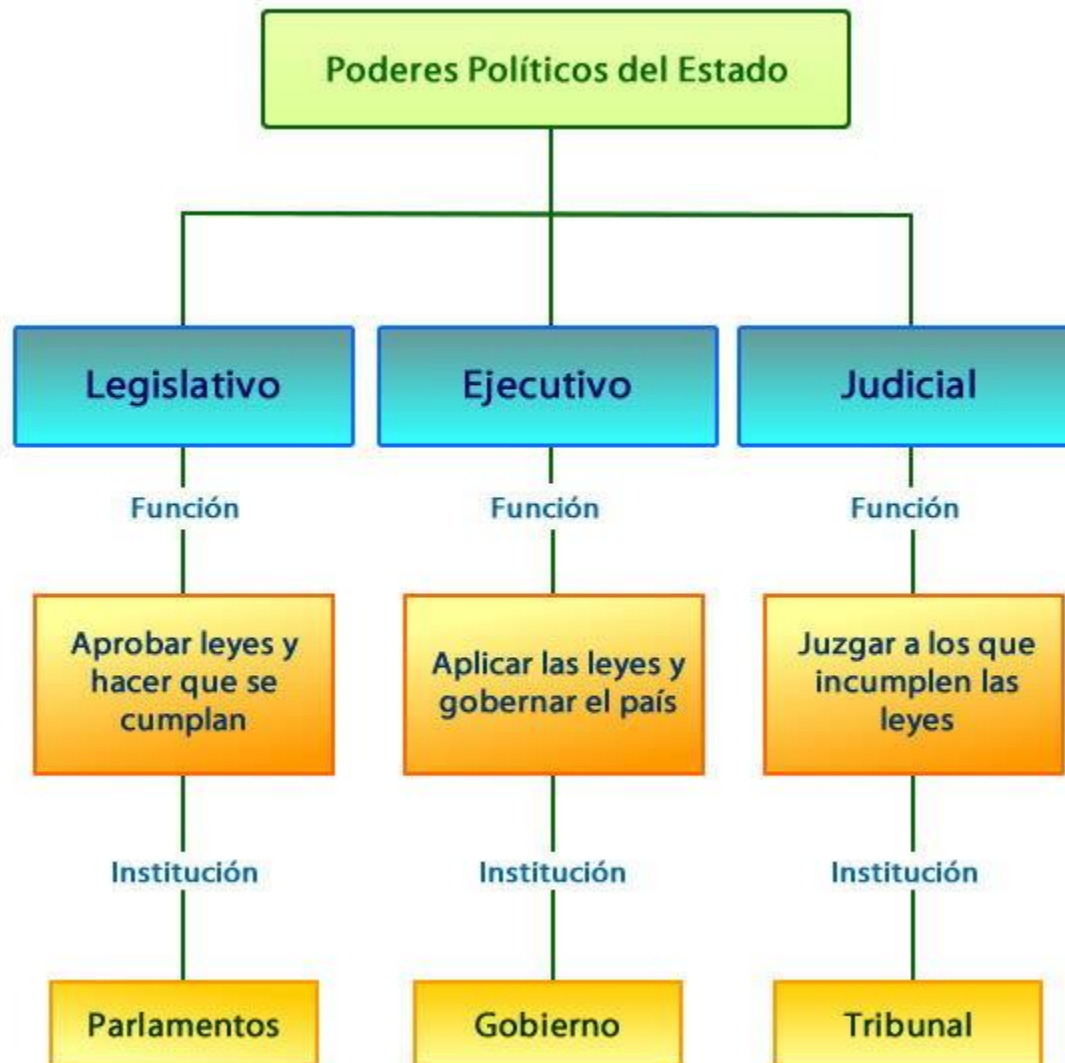 Poderes Políticos del Estado
Legislativo
Ejecutivo
Judicial
Función
Función
Función
Aprobar leyes y
hacer que se
cumplan
Aplicar las leyes y
gobernar el país
Juzgar a los que
incumplen las
leyes
Institución
Institución
Institución
Parlamentos
Gobierno
Tribunal